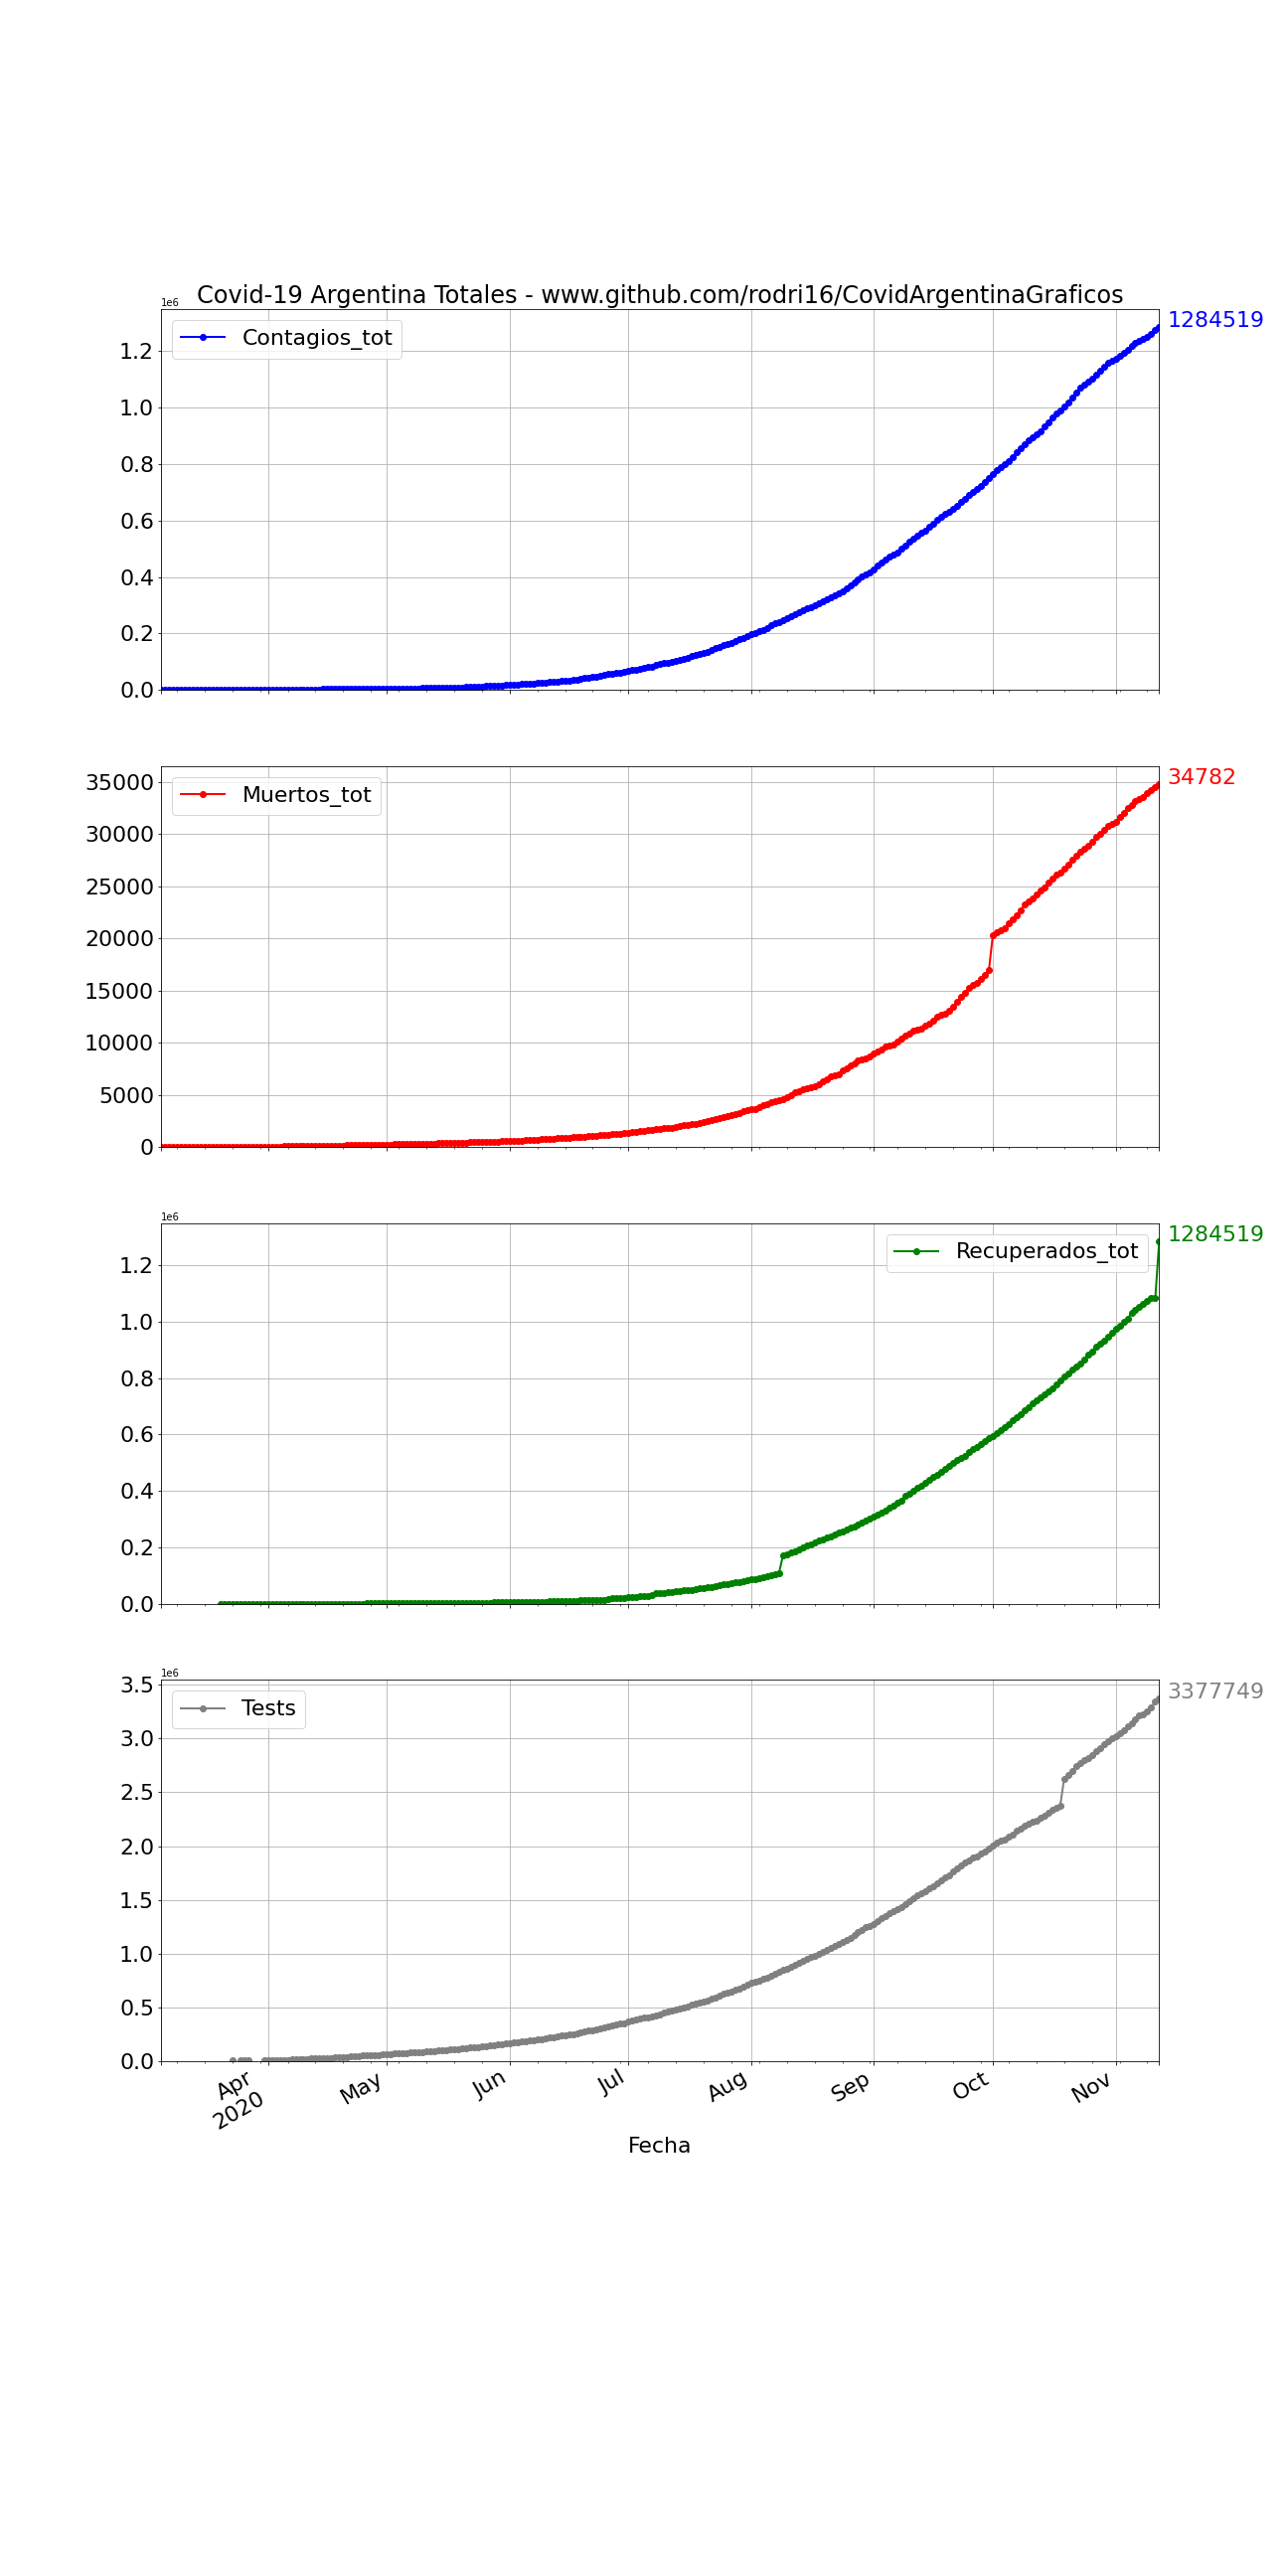 Covid-19 Argentina Totales - www.github.com/rodri16/CovidArgentinaGraficos
1e6
1284519
Contagios_tot
1.2
1.0
0.8
0.6
0.4
0.2
0.0
34782
Muertos_tot
35000
30000
25000
20000
15000
10000
5000
0
1e6
1284519
Recuperados_tot
1.2
1.0
0.8
0.6
0.4
0.2
0.0
1e6
3377749
Tests
3.5
3.0
2.5
2.0
1.5
1.0
0.5
0.0
Apr
2020
May
Jun
Jul
Aug
Sep
Oct
Nov
Fecha